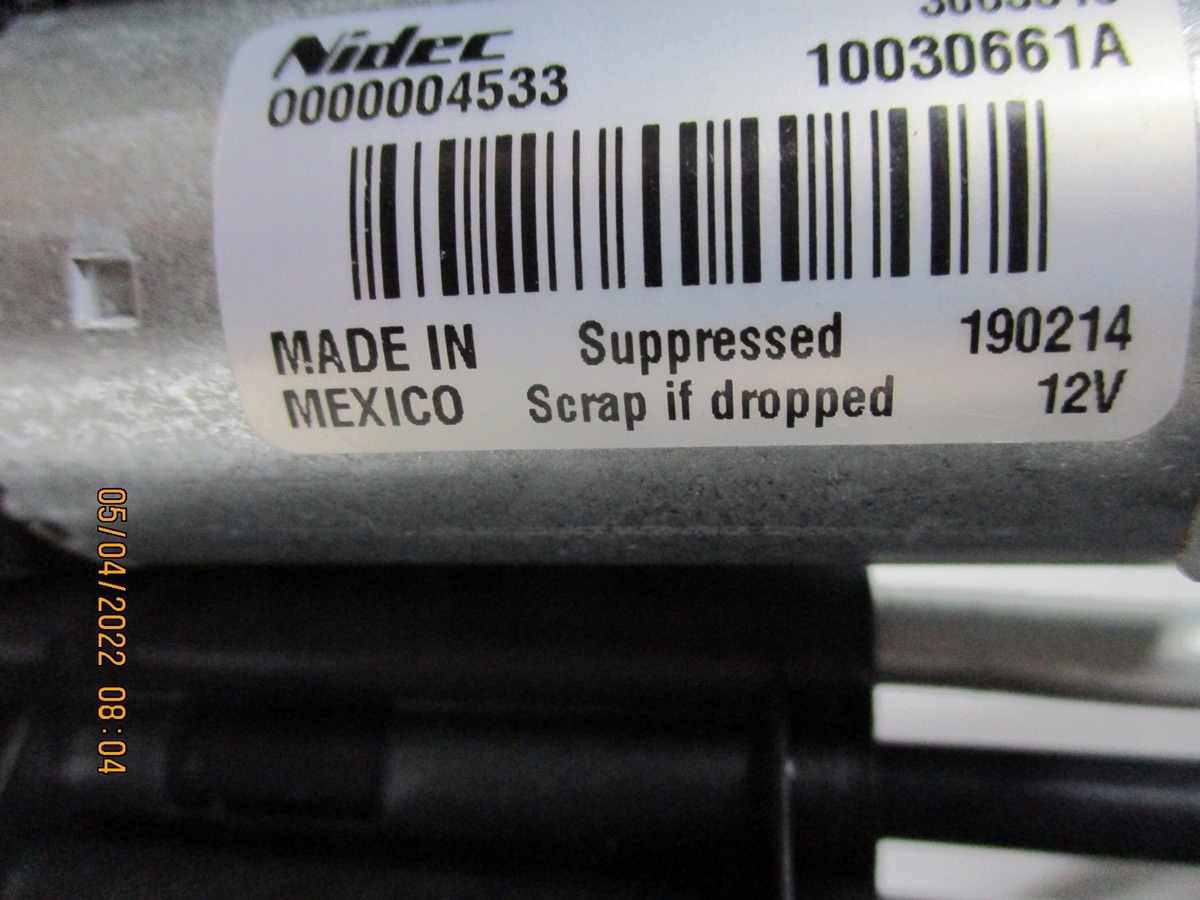 Nidec
0000004533
10030661A
MADE IN
MEXICO
Suppressed
Scrap if dropped
190214
12V
05/04/2022 08:04